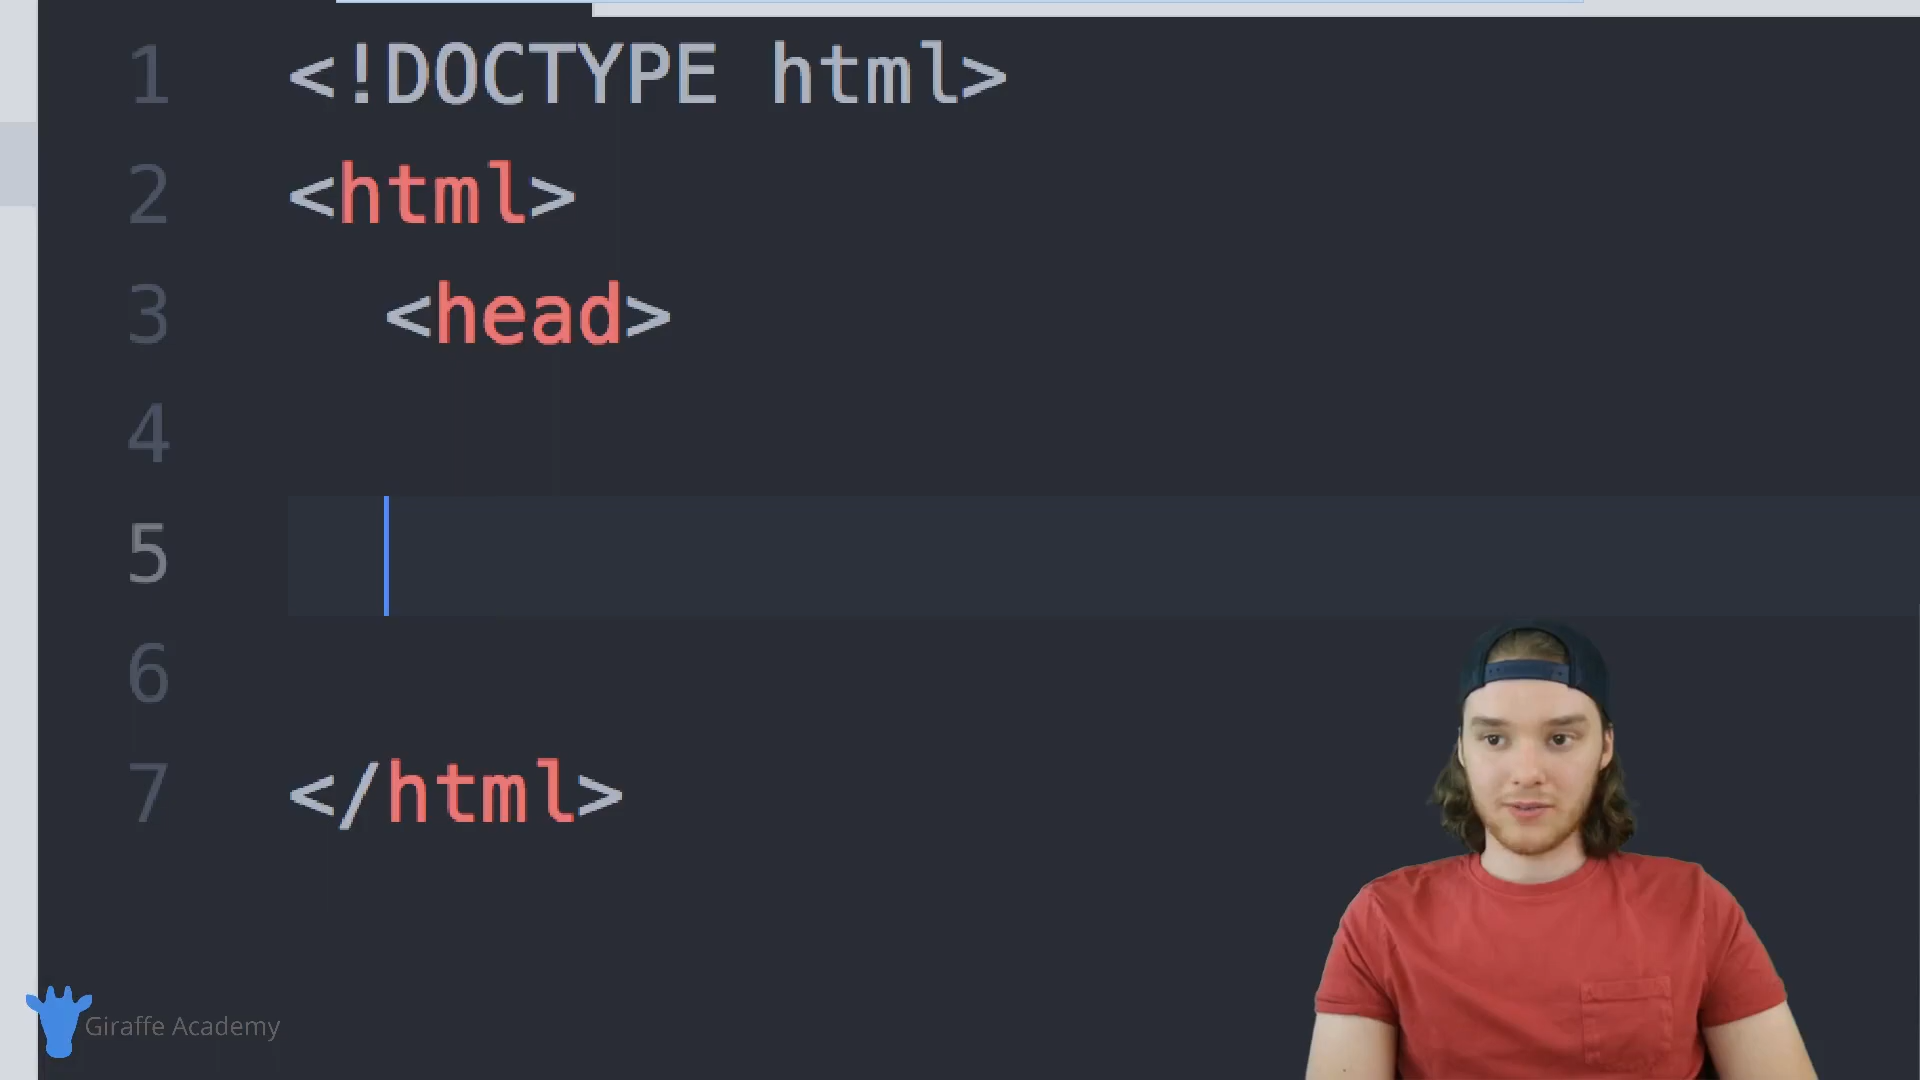 1 <!DOCTYPE html>
2 <html>
3 <head>
4
5
6
7 </html>
Giraffe Academy